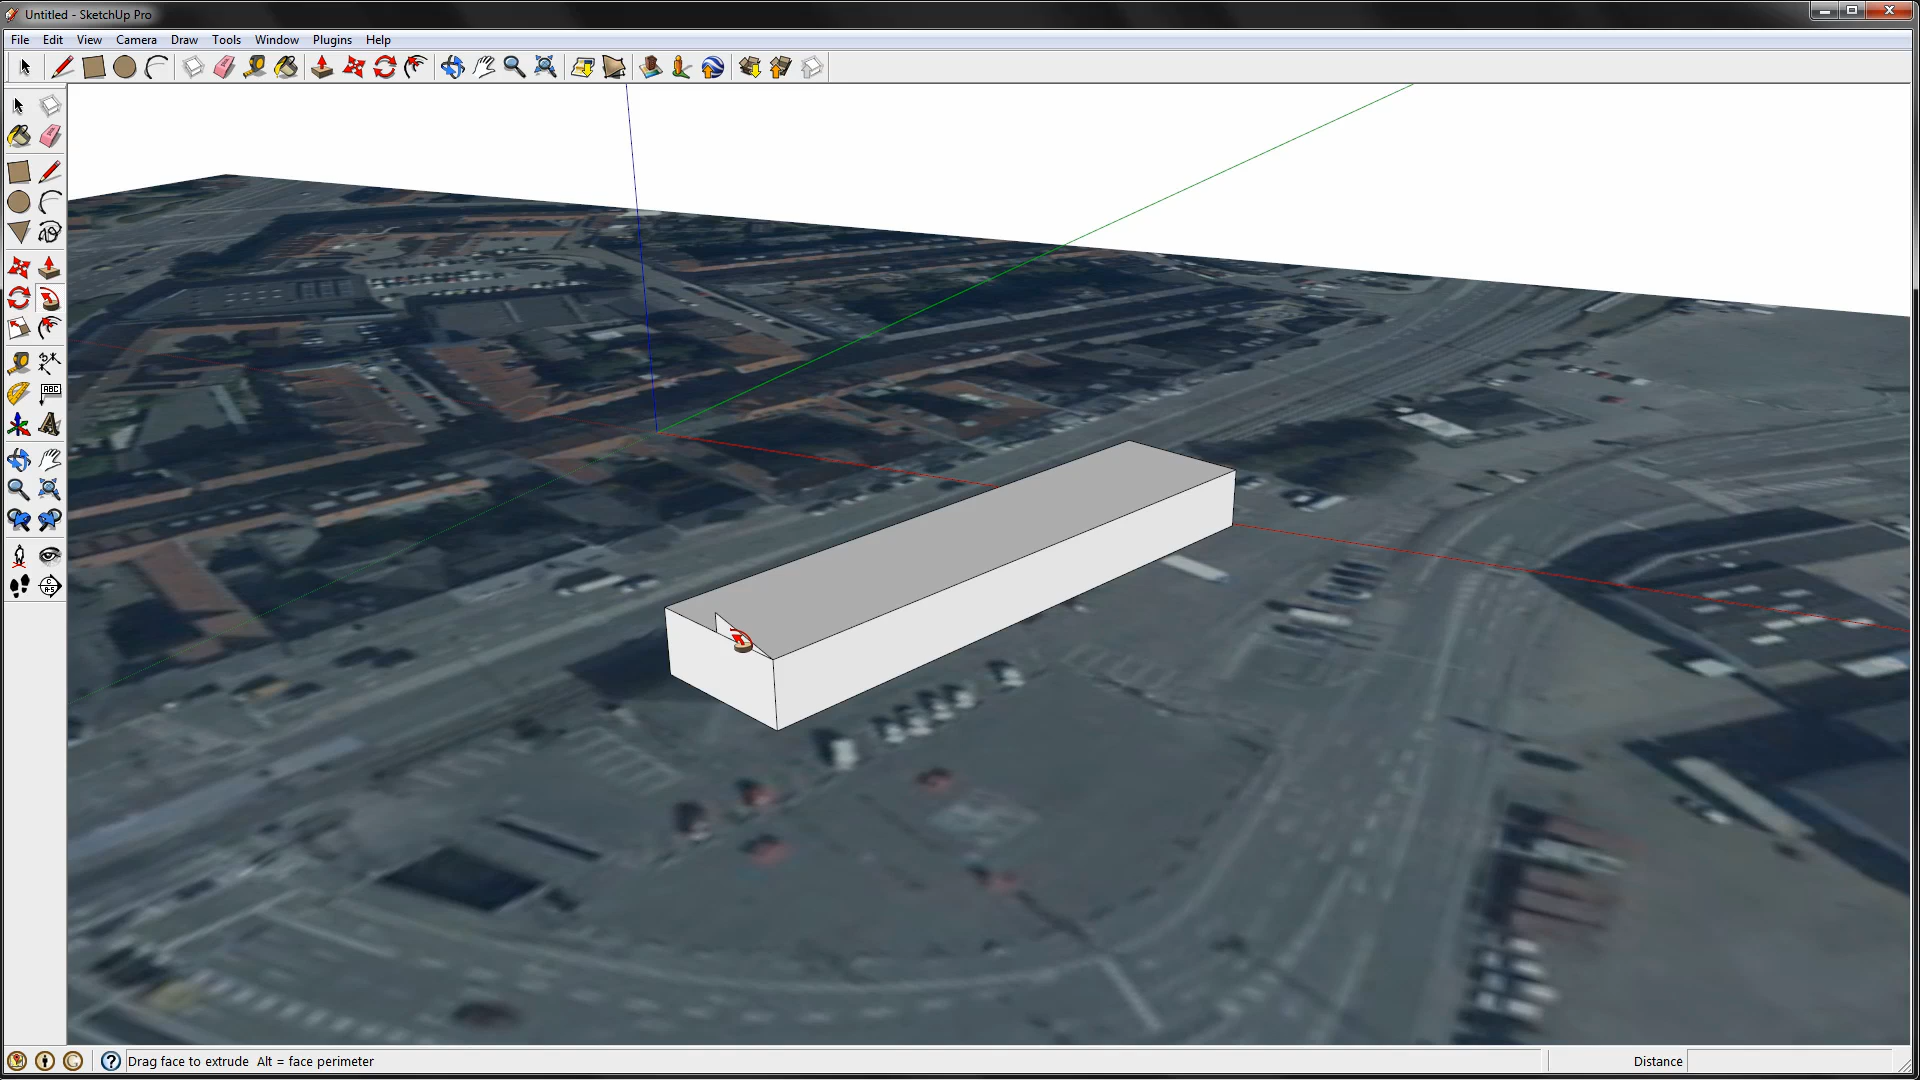 Untitled - SketchUp Pro
File Edit View Camera Draw Tools Window Plugins Help
ABC
Drag face to extrude Alt = face perimeter
Distance